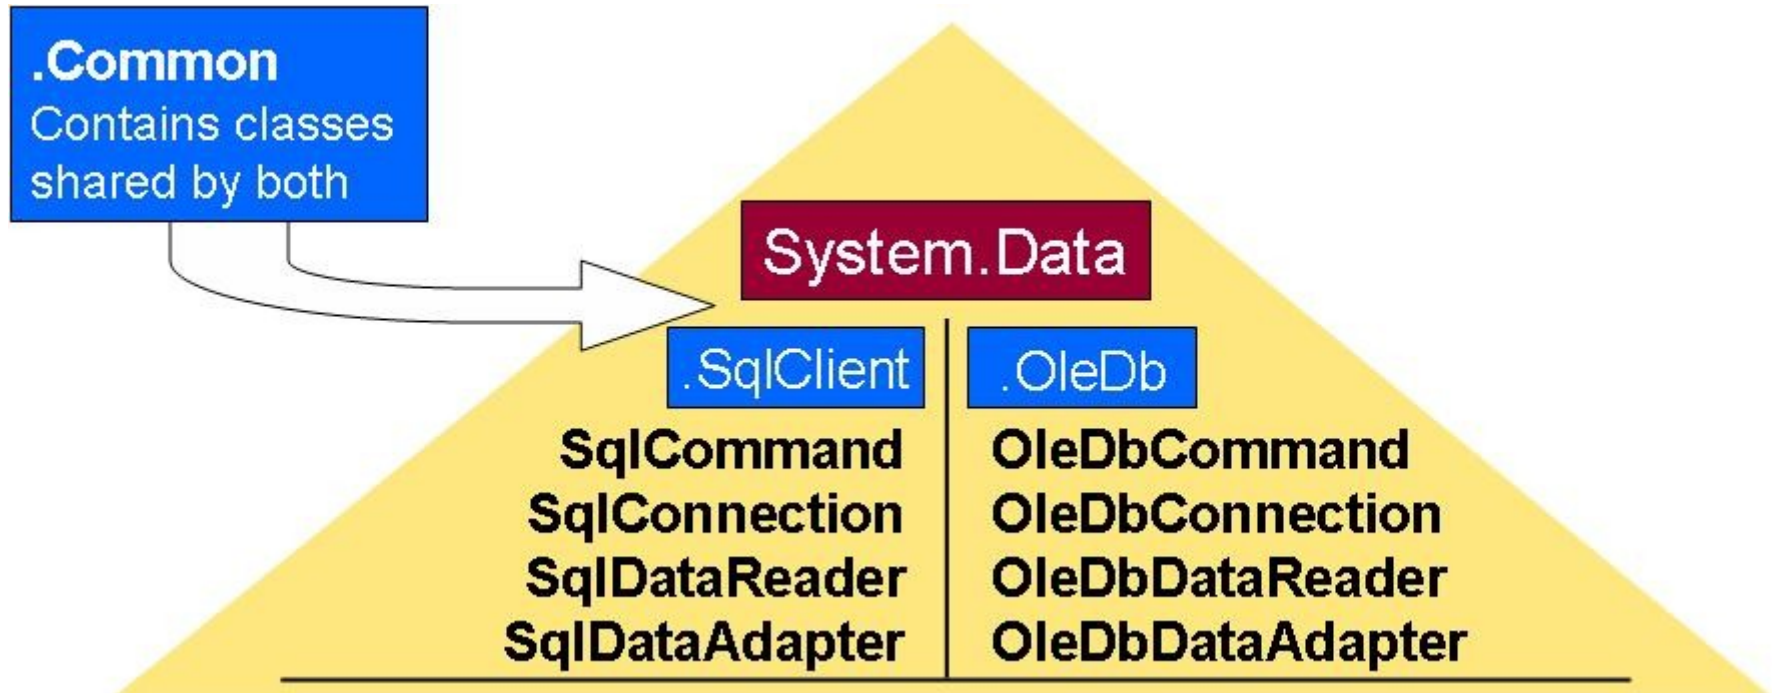 .Common
Contains classes
shared by both
System.Data
.SqlClient
.OleDb
SqlCommand
SqlConnection
SqlDataReader
SqlDataAdapter
OleDbCommand
OleDbConnection
OleDbDataReader
OleDbDataAdapter